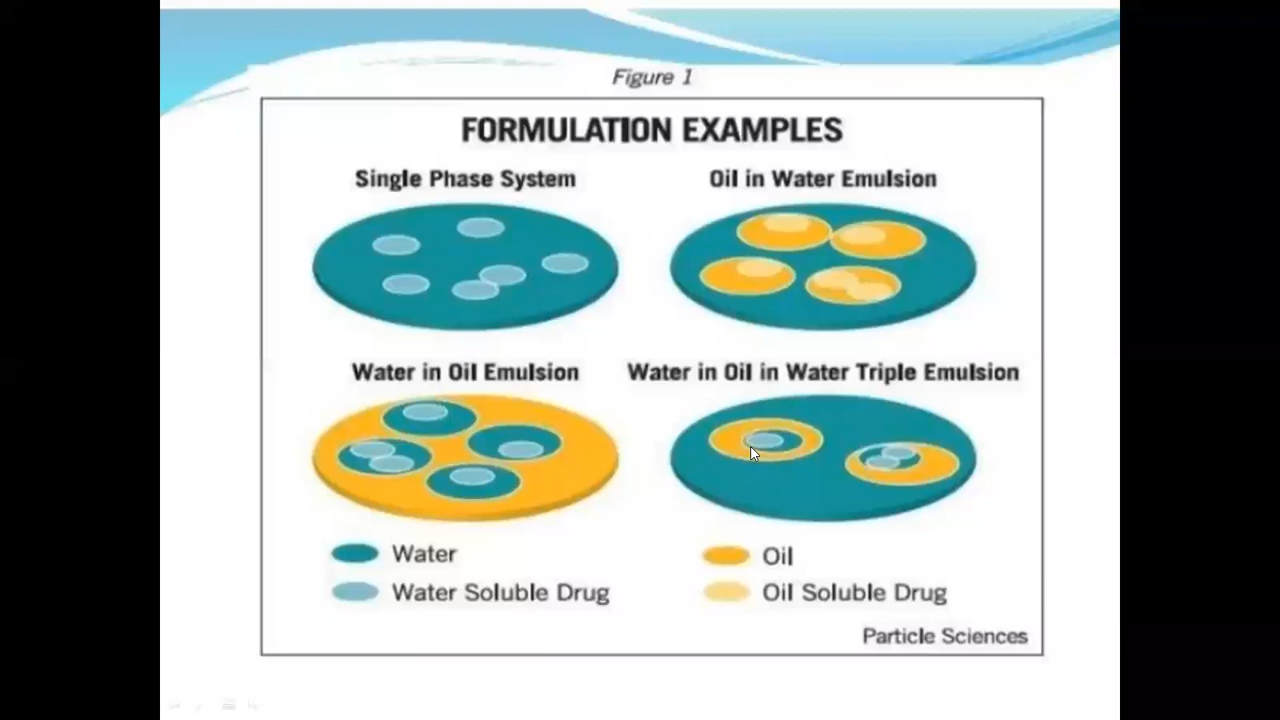 Figure 1
FORMULATION EXAMPLES
Single Phase System
Oil in Water Emulsion
Water in Oil Emulsion
Water in Oil in Water Triple Emulsion
Water
Oil
Water Soluble Drug
Oil Soluble Drug
Particle Sciences